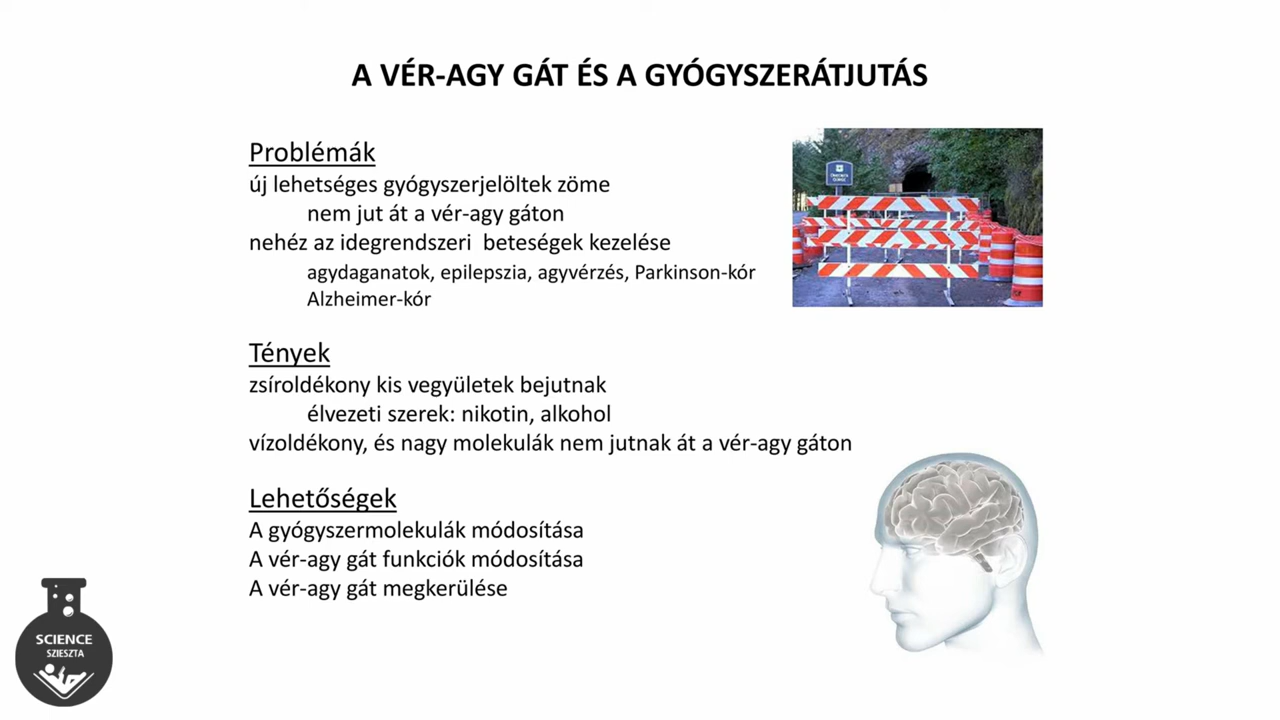 A VÉR-AGY GÁT ÉS A GYÓGYSZERÁTJUTÁS
Problémák
új lehetséges gyógyszerjelöltek zöme
nem jut át a vér-agy gáton
nehéz az idegrendszeri beteségek kezelése
agydaganatok, epilepszia, agyvérzés, Parkinson-kór
Alzheimer-kór
Tények
zsíroldékony kis vegyületek bejutnak
élvezeti szerek: nikotin, alkohol
vízoldékony, és nagy molekulák nem jutnak át a vér-agy gáton
Lehetőségek
A gyógyszermolekulák módosítása
A vér-agy gát funkciók módosítása
A vér-agy gát megkerülése
SCIENCE
SZIESZTA